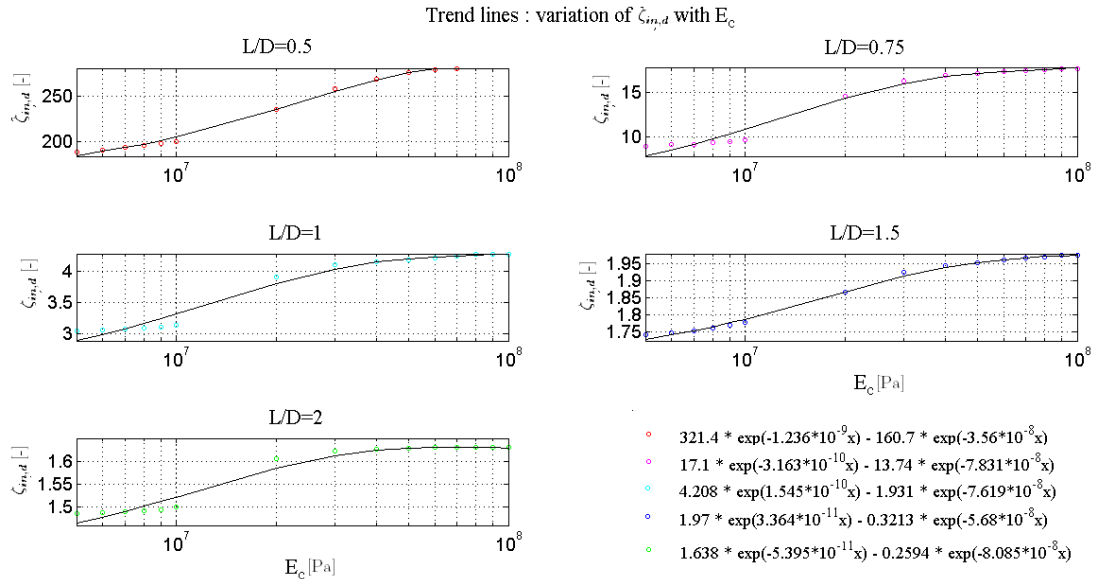 Trend lines : variation of ζin,d with Ec
L/D=0.5
ζin,d [-]
250
200
10^7
10^8
L/D=0.75
ζin,d [-]
15
10
10^7
10^8
L/D=1
ζin,d [-]
4
3.5
3
10^7
10^8
L/D=1.5
ζin,d [-]
1.95
1.9
1.85
1.8
1.75
10^7
10^8
Ec [Pa]
L/D=2
ζin,d [-]
1.6
1.55
1.5
10^7
10^8
Ec [Pa]
321.4 * exp(-1.236*10^-9x) - 160.7 * exp(-3.56*10^-8x)
17.1 * exp(-3.163*10^-10x) - 13.74 * exp(-7.831*10^-8x)
4.208 * exp(1.545*10^-10x) - 1.931 * exp(-7.619*10^-8x)
1.97 * exp(3.364*10^-11x) - 0.3213 * exp(-5.68*10^-8x)
1.638 * exp(-5.395*10^-11x) - 0.2594 * exp(-8.085*10^-8x)